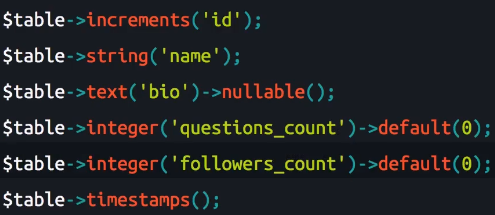 $table->increments('id');
$table->string('name');
$table->text('bio')->nullable();
$table->integer('questions_count')->default(0);
$table->integer('followers_count')->default(0);
$table->timestamps();